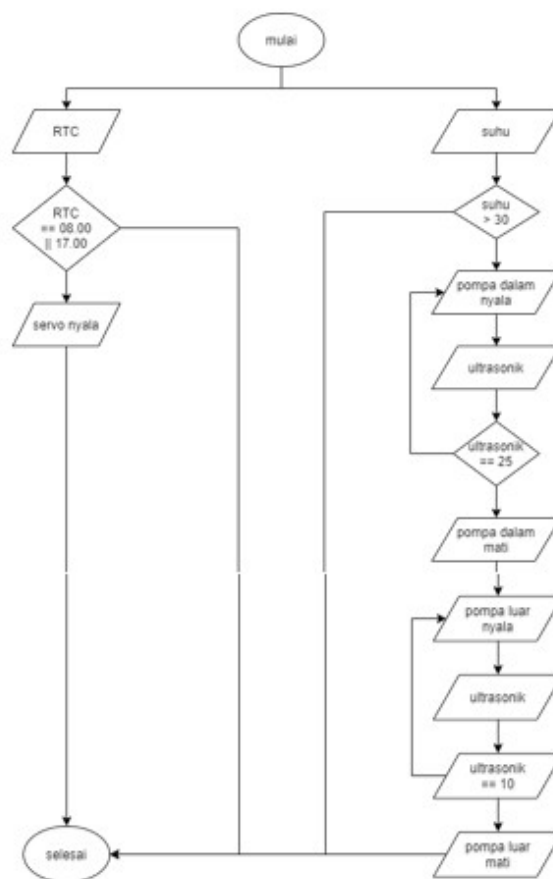 mulai
RTC
RTC
== 08.00
|| 17.00
servo nyala
suhu
suhu
> 30
pompa dalam
nyala
ultrasonik
ultrasonik
== 25
pompa dalam
mati
pompa luar
nyala
ultrasonik
ultrasonik
== 10
pompa luar
mati
selesai